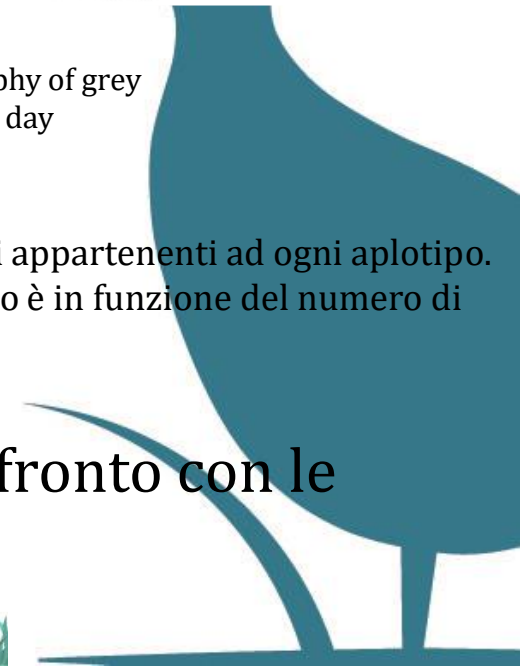 phy of grey
day
i appartenenti ad ogni aplotipo.
o è in funzione del numero di
fronto con le